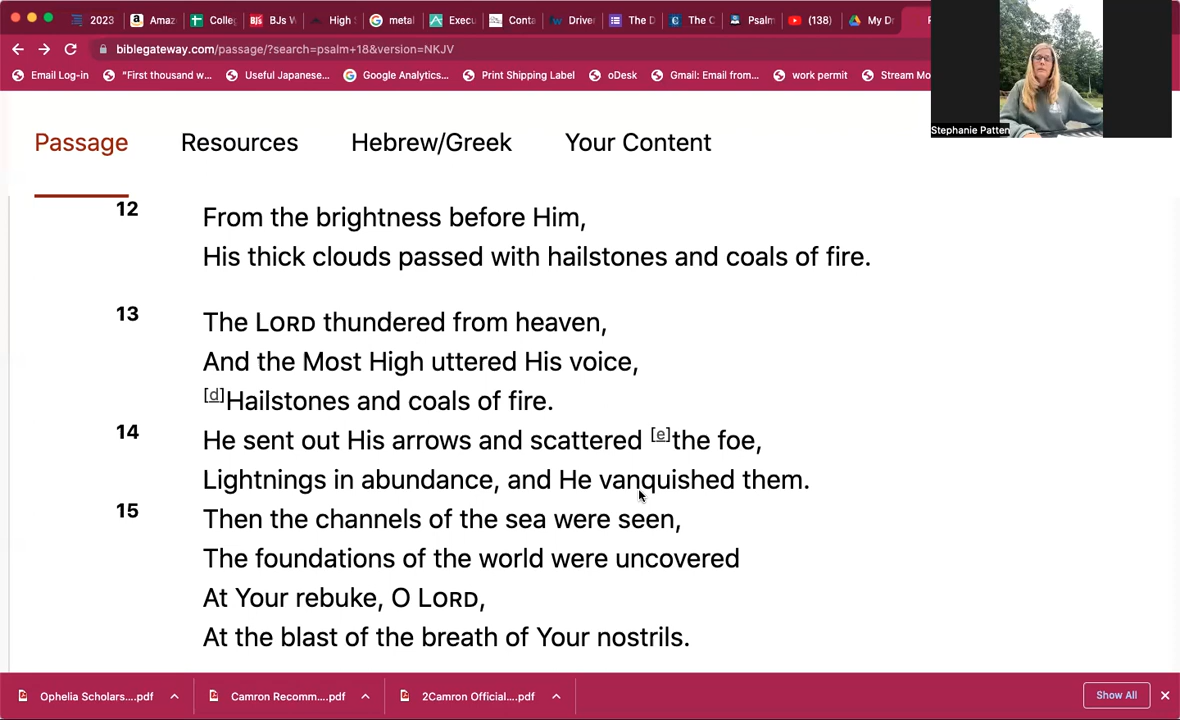 2023 Amaz Colle BJs W High S metal Execu Conta Driver The D The C Psalm (138) My Dr
biblegateway.com/passage/?search=psalm+18&version=NKJV
Email Log-in "First thousand w... Useful Japanese... Google Analytics... Print Shipping Label oDesk Gmail: Email from... work permit Stream Mo
Stephanie Patten
Passage Resources Hebrew/Greek Your Content
12 From the brightness before Him,
His thick clouds passed with hailstones and coals of fire.
13 The LORD thundered from heaven,
And the Most High uttered His voice,
[d]Hailstones and coals of fire.
14 He sent out His arrows and scattered [e]the foe,
Lightnings in abundance, and He vanquished them.
15 Then the channels of the sea were seen,
The foundations of the world were uncovered
At Your rebuke, O LORD,
At the blast of the breath of Your nostrils.
Ophelia Scholars....pdf Camron Recomm....pdf 2Camron Official....pdf Show All